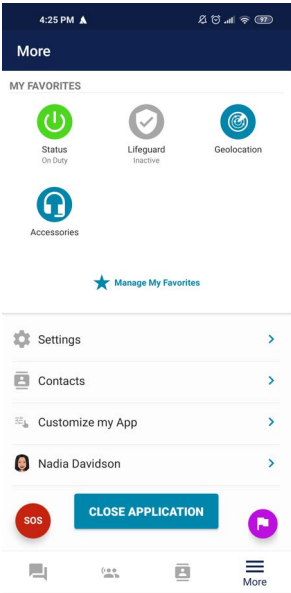 4:25 PM
97
More
MY FAVORITES
Status
On Duty
Lifeguard
Inactive
Geolocation
Accessories
Manage My Favorites
Settings
Contacts
Customize my App
Nadia Davidson
SOS
CLOSE APPLICATION
More